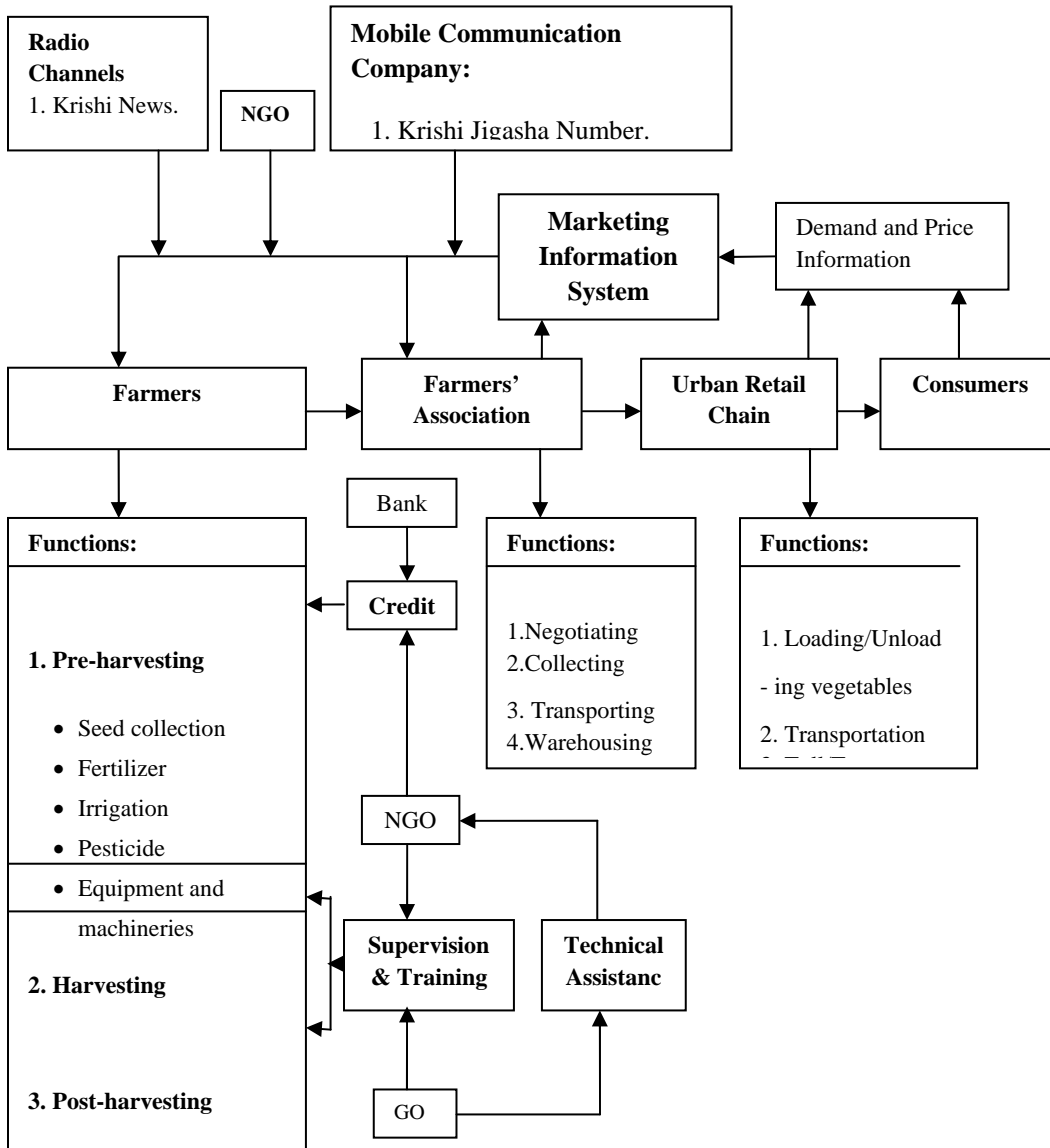 Radio
Channels
1. Krishi News.
NGO
Mobile Communication
Company:
1. Krishi Jigasha Number.
Marketing
Information
System
Demand and Price
Information
Farmers
Farmers’
Association
Urban Retail
Chain
Consumers
Bank
Credit
Functions:
1. Pre-harvesting
• Seed collection
• Fertilizer
• Irrigation
• Pesticide
• Equipment and
machineries
2. Harvesting
3. Post-harvesting
Functions:
1.Negotiating
2.Collecting
3. Transporting
4.Warehousing
Functions:
1. Loading/Unload
- ing vegetables
2. Transportation
NGO
Supervision
& Training
Technical
Assistanc
GO